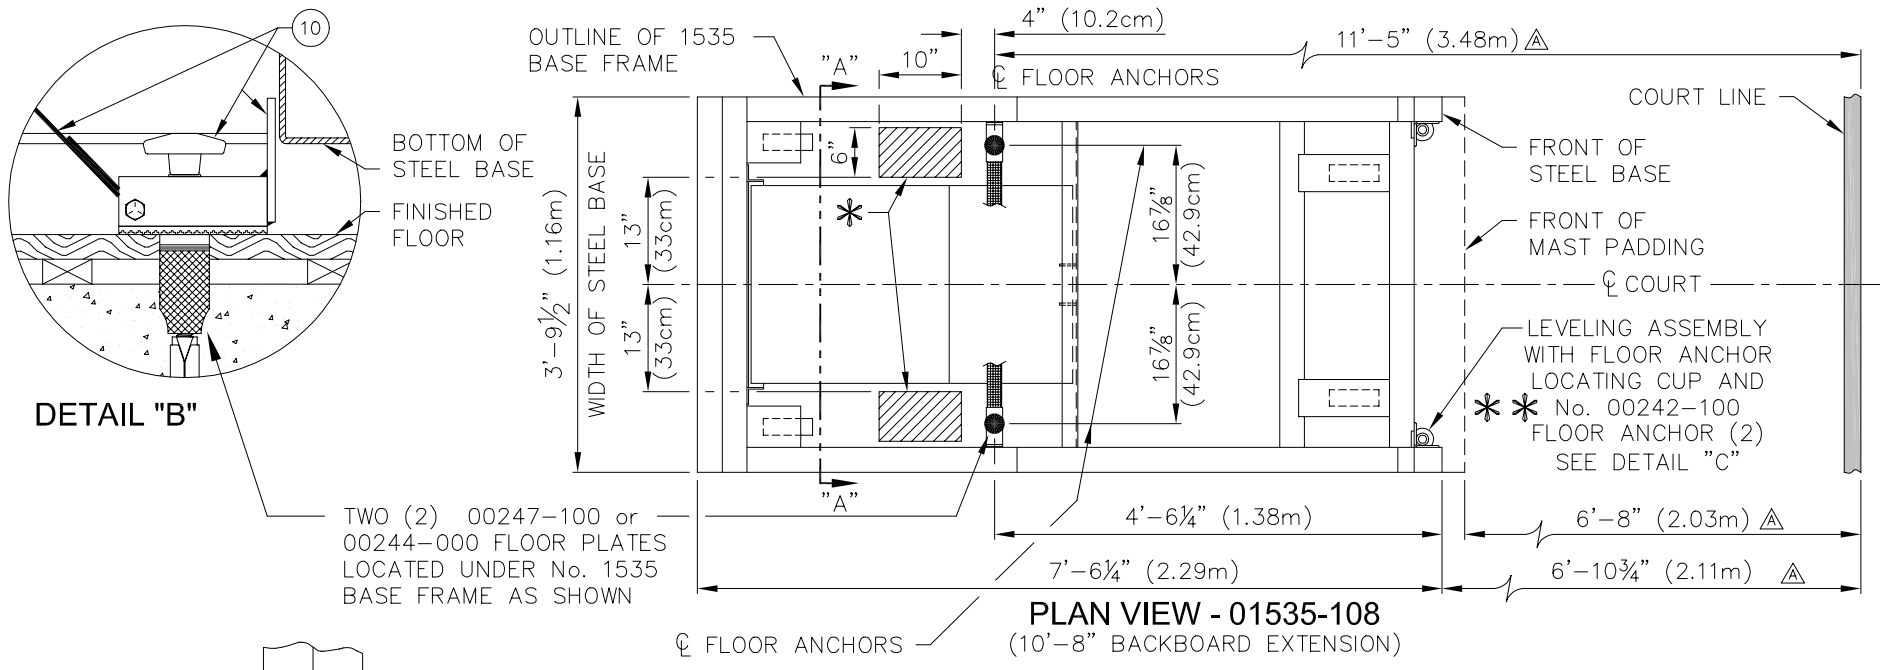 10
BOTTOM OF
STEEL BASE
FINISHED
FLOOR
DETAIL "B"
TWO (2) 00247-100 or
00244-000 FLOOR PLATES
LOCATED UNDER No. 1535
BASE FRAME AS SHOWN
OUTLINE OF 1535
BASE FRAME
"A"
10"
4" (10.2cm)
℄ FLOOR ANCHORS
11'-5" (3.48m) A
COURT LINE
FRONT OF
STEEL BASE
FRONT OF
MAST PADDING
℄ COURT
LEVELING ASSEMBLY
WITH FLOOR ANCHOR
LOCATING CUP AND
** No. 00242-100
FLOOR ANCHOR (2)
SEE DETAIL "C"
3'-9½" (1.16m)
WIDTH OF STEEL BASE
13"
(33cm)
13"
(33cm)
6"
*
16⅞"
(42.9cm)
16⅞"
(42.9cm)
"A"
4'-6¼" (1.38m)
6'-8" (2.03m) A
7'-6¼" (2.29m)
6'-10¾" (2.11m) A
PLAN VIEW - 01535-108
(10'-8" BACKBOARD EXTENSION)
℄ FLOOR ANCHORS